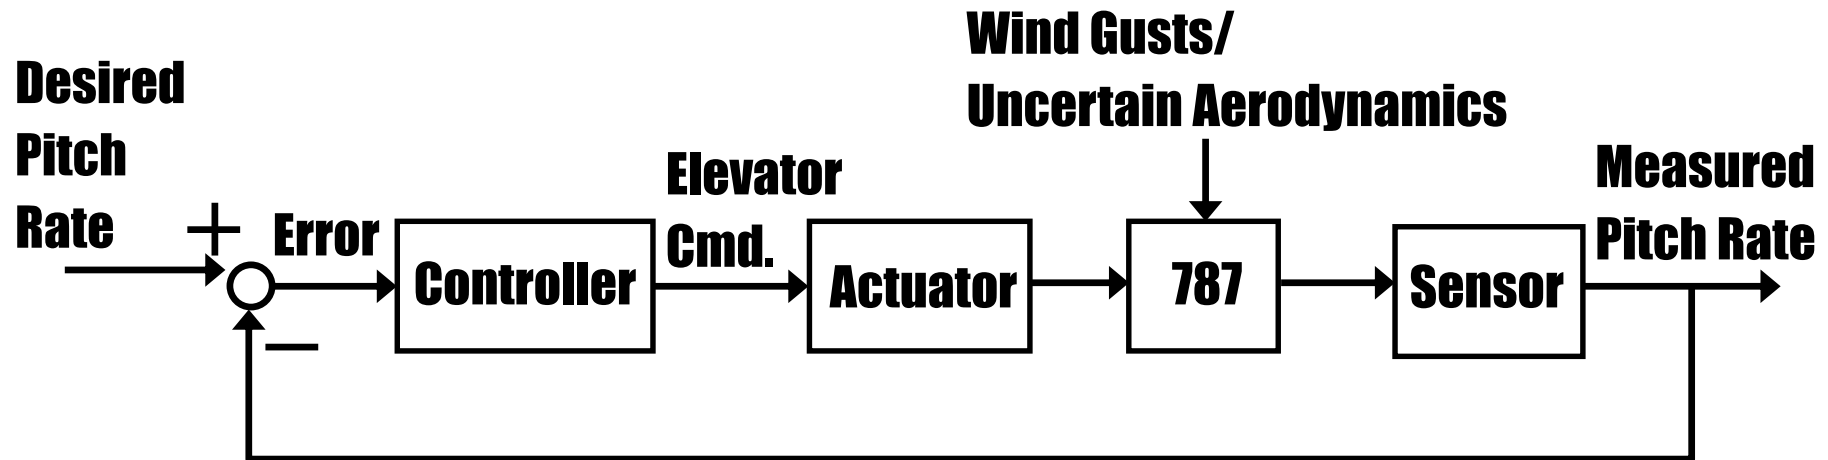 Wind Gusts/
Uncertain Aerodynamics
Desired
Pitch
Rate
+
Error
Controller
Elevator
Cmd.
Actuator
787
Sensor
Measured
Pitch Rate
—